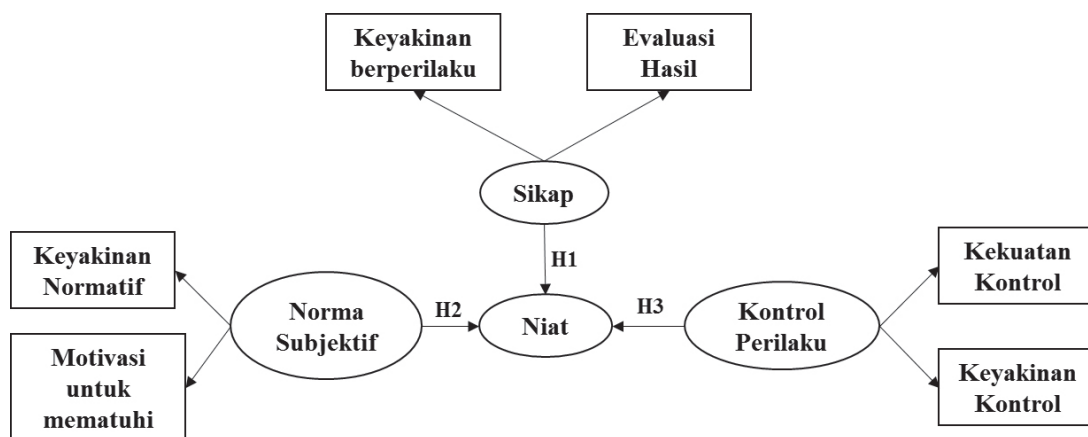 Keyakinan
berperilaku
Evaluasi
Hasil
Sikap
H1
Keyakinan
Normatif
Motivasi
untuk
mematuhi
Norma
Subjektif
H2
Niat
H3
Kontrol
Perilaku
Kekuatan
Kontrol
Keyakinan
Kontrol